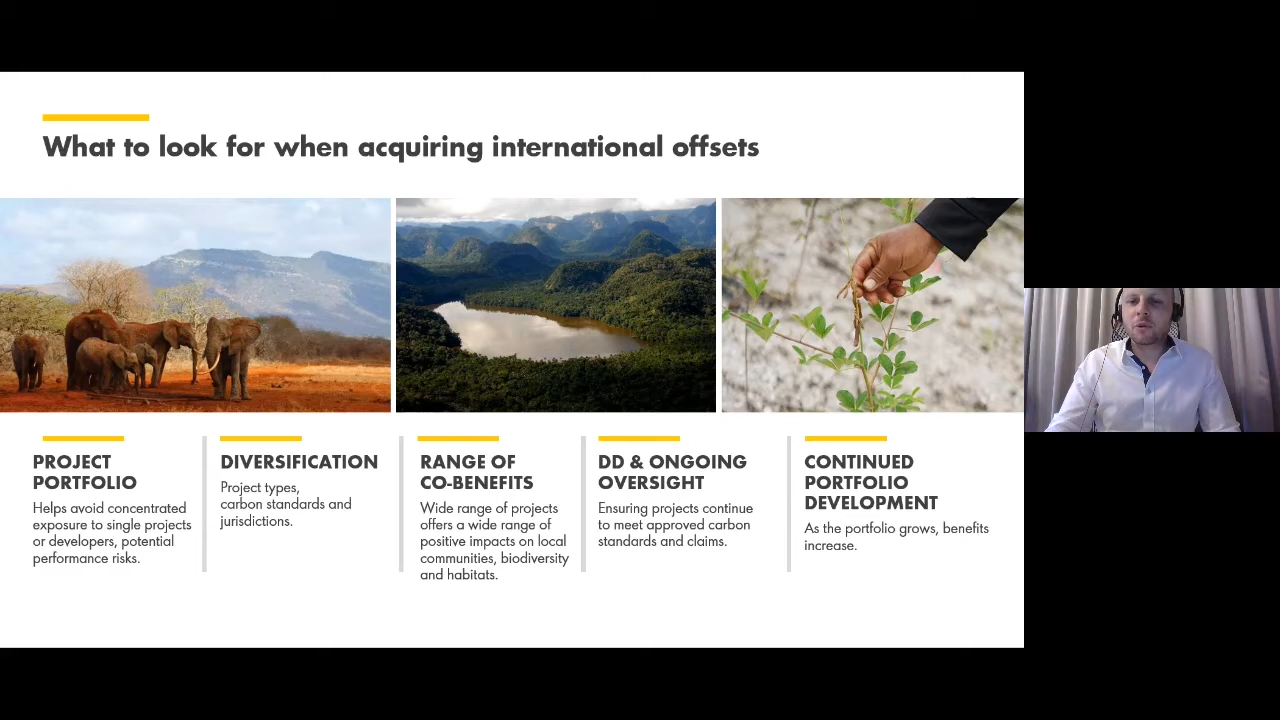 What to look for when acquiring international offsets
PROJECT
PORTFOLIO
Helps avoid concentrated
exposure to single projects
or developers, potential
performance risks.
DIVERSIFICATION
Project types,
carbon standards and
jurisdictions.
RANGE OF
CO-BENEFITS
Wide range of projects
offers a wide range of
positive impacts on local
communities, biodiversity
and habitats.
DD & ONGOING
OVERSIGHT
Ensuring projects continue
to meet approved carbon
standards and claims.
CONTINUED
PORTFOLIO
DEVELOPMENT
As the portfolio grows, benefits
increase.